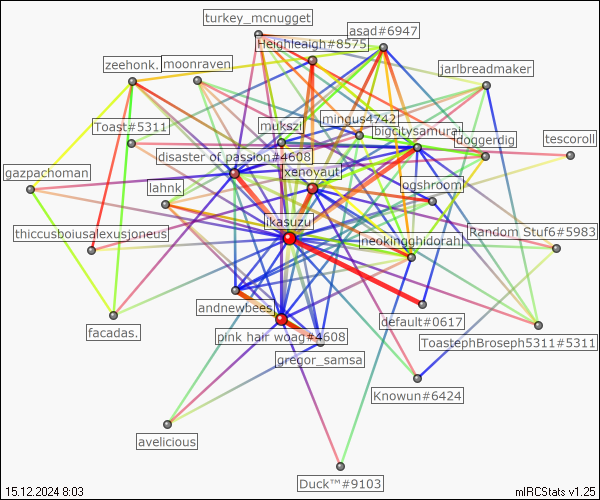 turkey_mcnugget
asad#6947
Heighleaigh#8575
zeehonk.
moonraven
jarlbreadmaker
mingus4742
Toast#5311
mukszi
bigcitysamurai
tescoroll
doggerdig
disaster of passion#4608
gazpachoman
xenoyaut
lahnk
ogshroom
ikasuzu
thiccusboiusalexusjoneus
Random Stuf6#5983
neokingghidorah
andnewbees
default#0617
facadas.
pink hair woag#4608
ToastephBroseph5311#5311
gregor_samsa
Knowun#6424
avelicious
Duck™#9103
15.12.2024 8:03
mIRCStats v1.25